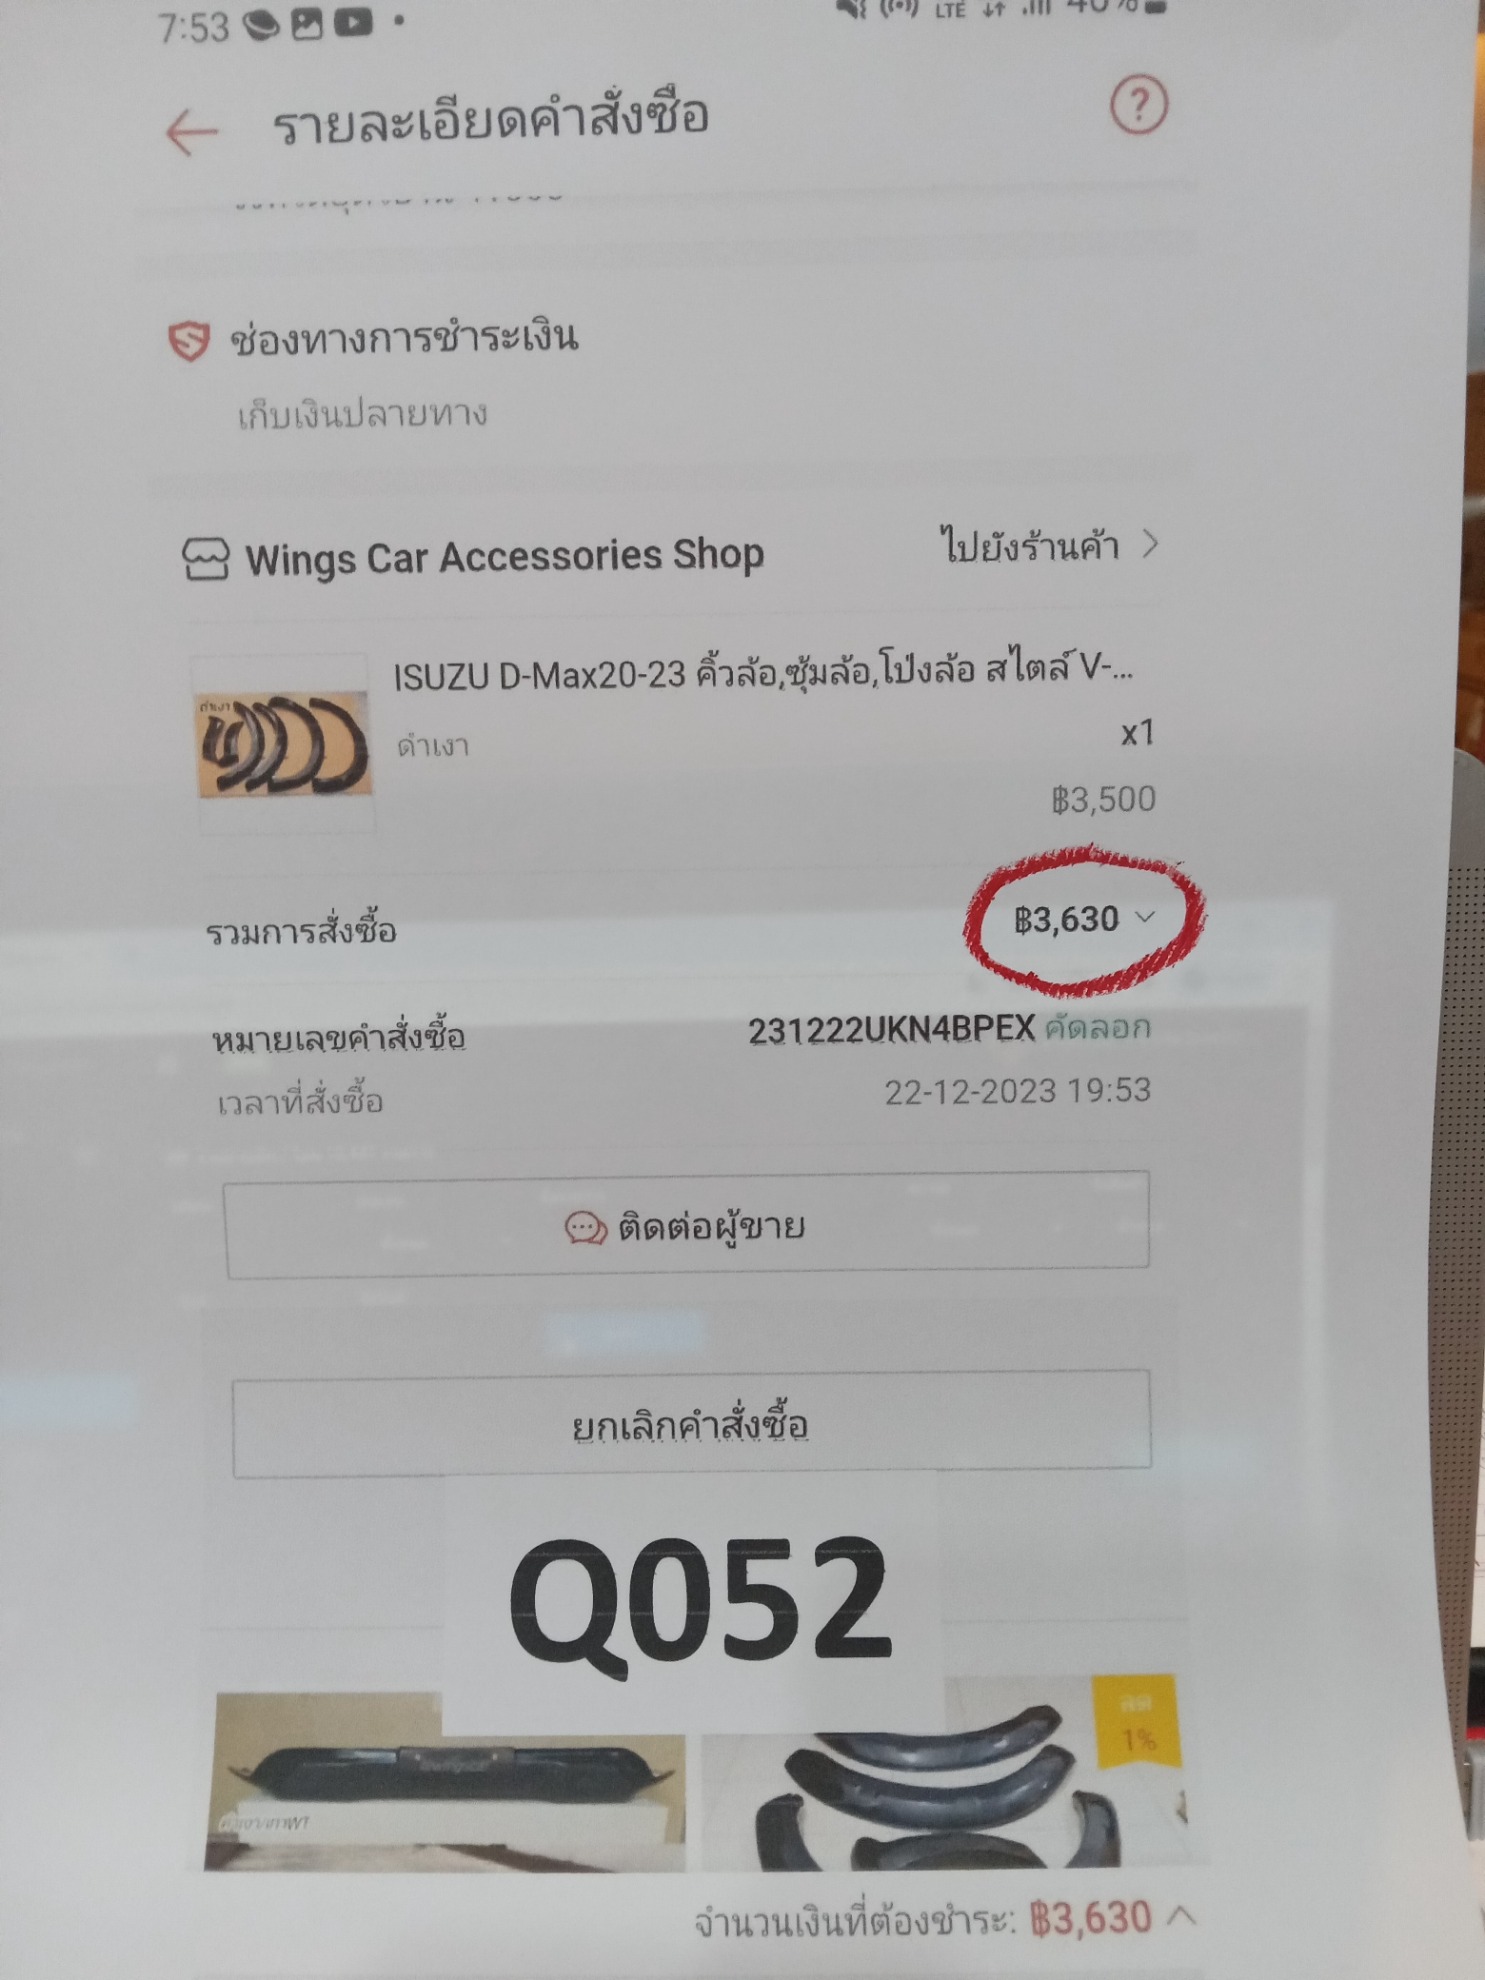 7:53
LTE
รายละเอียดคำสั่งซื้อ
?
ช่องทางการชำระเงิน
เก็บเงินปลายทาง
Wings Car Accessories Shop ไปยังร้านค้า
ISUZU D-Max20-23 คิ้วล้อ,ซุ้มล้อ,โป่งล้อ สไตล์ V-...
ดำเงา
x1
฿3,500
รวมการสั่งซื้อ ฿3,630
หมายเลขคำสั่งซื้อ 231222UKN4BPEX คัดลอก
เวลาที่สั่งซื้อ 22-12-2023 19:53
ติดต่อผู้ขาย
ยกเลิกคำสั่งซื้อ
Q052
ลด
1%
จำนวนเงินที่ต้องชำระ: ฿3,630